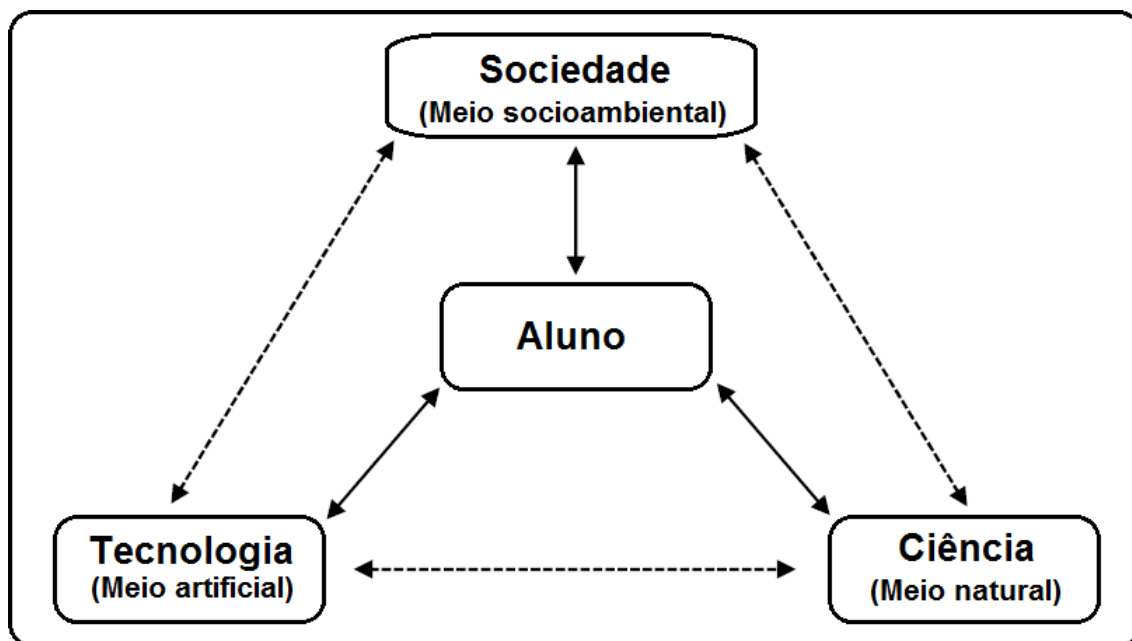 Sociedade
(Meio socioambiental)
Aluno
Tecnologia
(Meio artificial)
Ciência
(Meio natural)